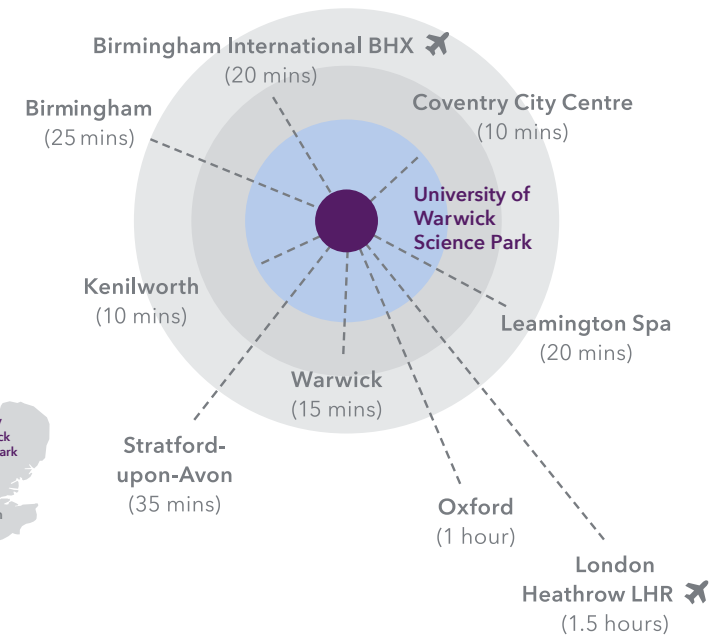 Birmingham International BHX
(20 mins)
Birmingham
(25 mins)
Coventry City Centre
(10 mins)
University of
Warwick
Science Park
Kenilworth
(10 mins)
Leamington Spa
(20 mins)
Warwick
(15 mins)
Stratford-
upon-Avon
(35 mins)
Oxford
(1 hour)
London
Heathrow LHR
(1.5 hours)